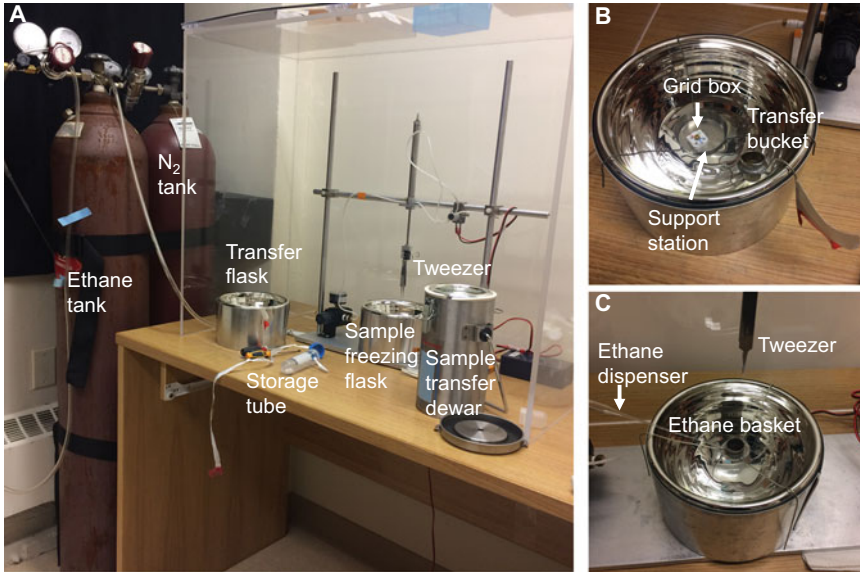 A
N2
tank
Ethane
tank
Transfer
flask
Tweezer
Storage
tube
Sample
freezing
flask
Sample
transfer
dewar
B
Grid box
Transfer
bucket
Support
station
C
Ethane
dispenser
Tweezer
Ethane basket